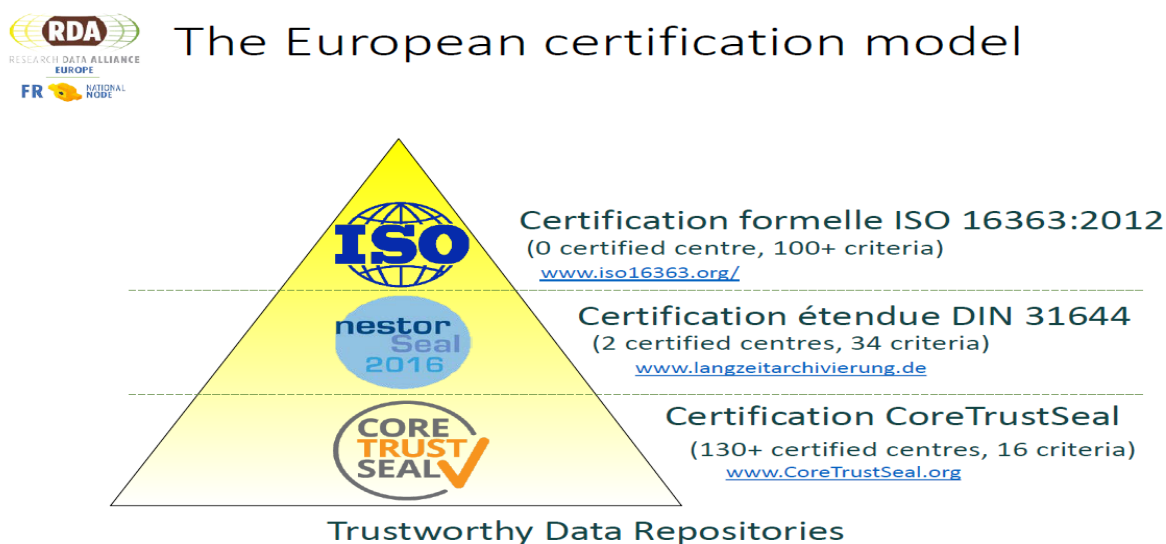 RDA
RESEARCH DATA ALLIANCE
EUROPE
FR NATIONAL NODE
The European certification model
ISO
Certification formelle ISO 16363:2012
(0 certified centre, 100+ criteria)
www.iso16363.org/
nestor
Seal
2016
Certification étendue DIN 31644
(2 certified centres, 34 criteria)
www.langzeitarchivierung.de
CORE
TRUST
SEAL
Certification CoreTrustSeal
(130+ certified centres, 16 criteria)
www.CoreTrustSeal.org
Trustworthy Data Repositories